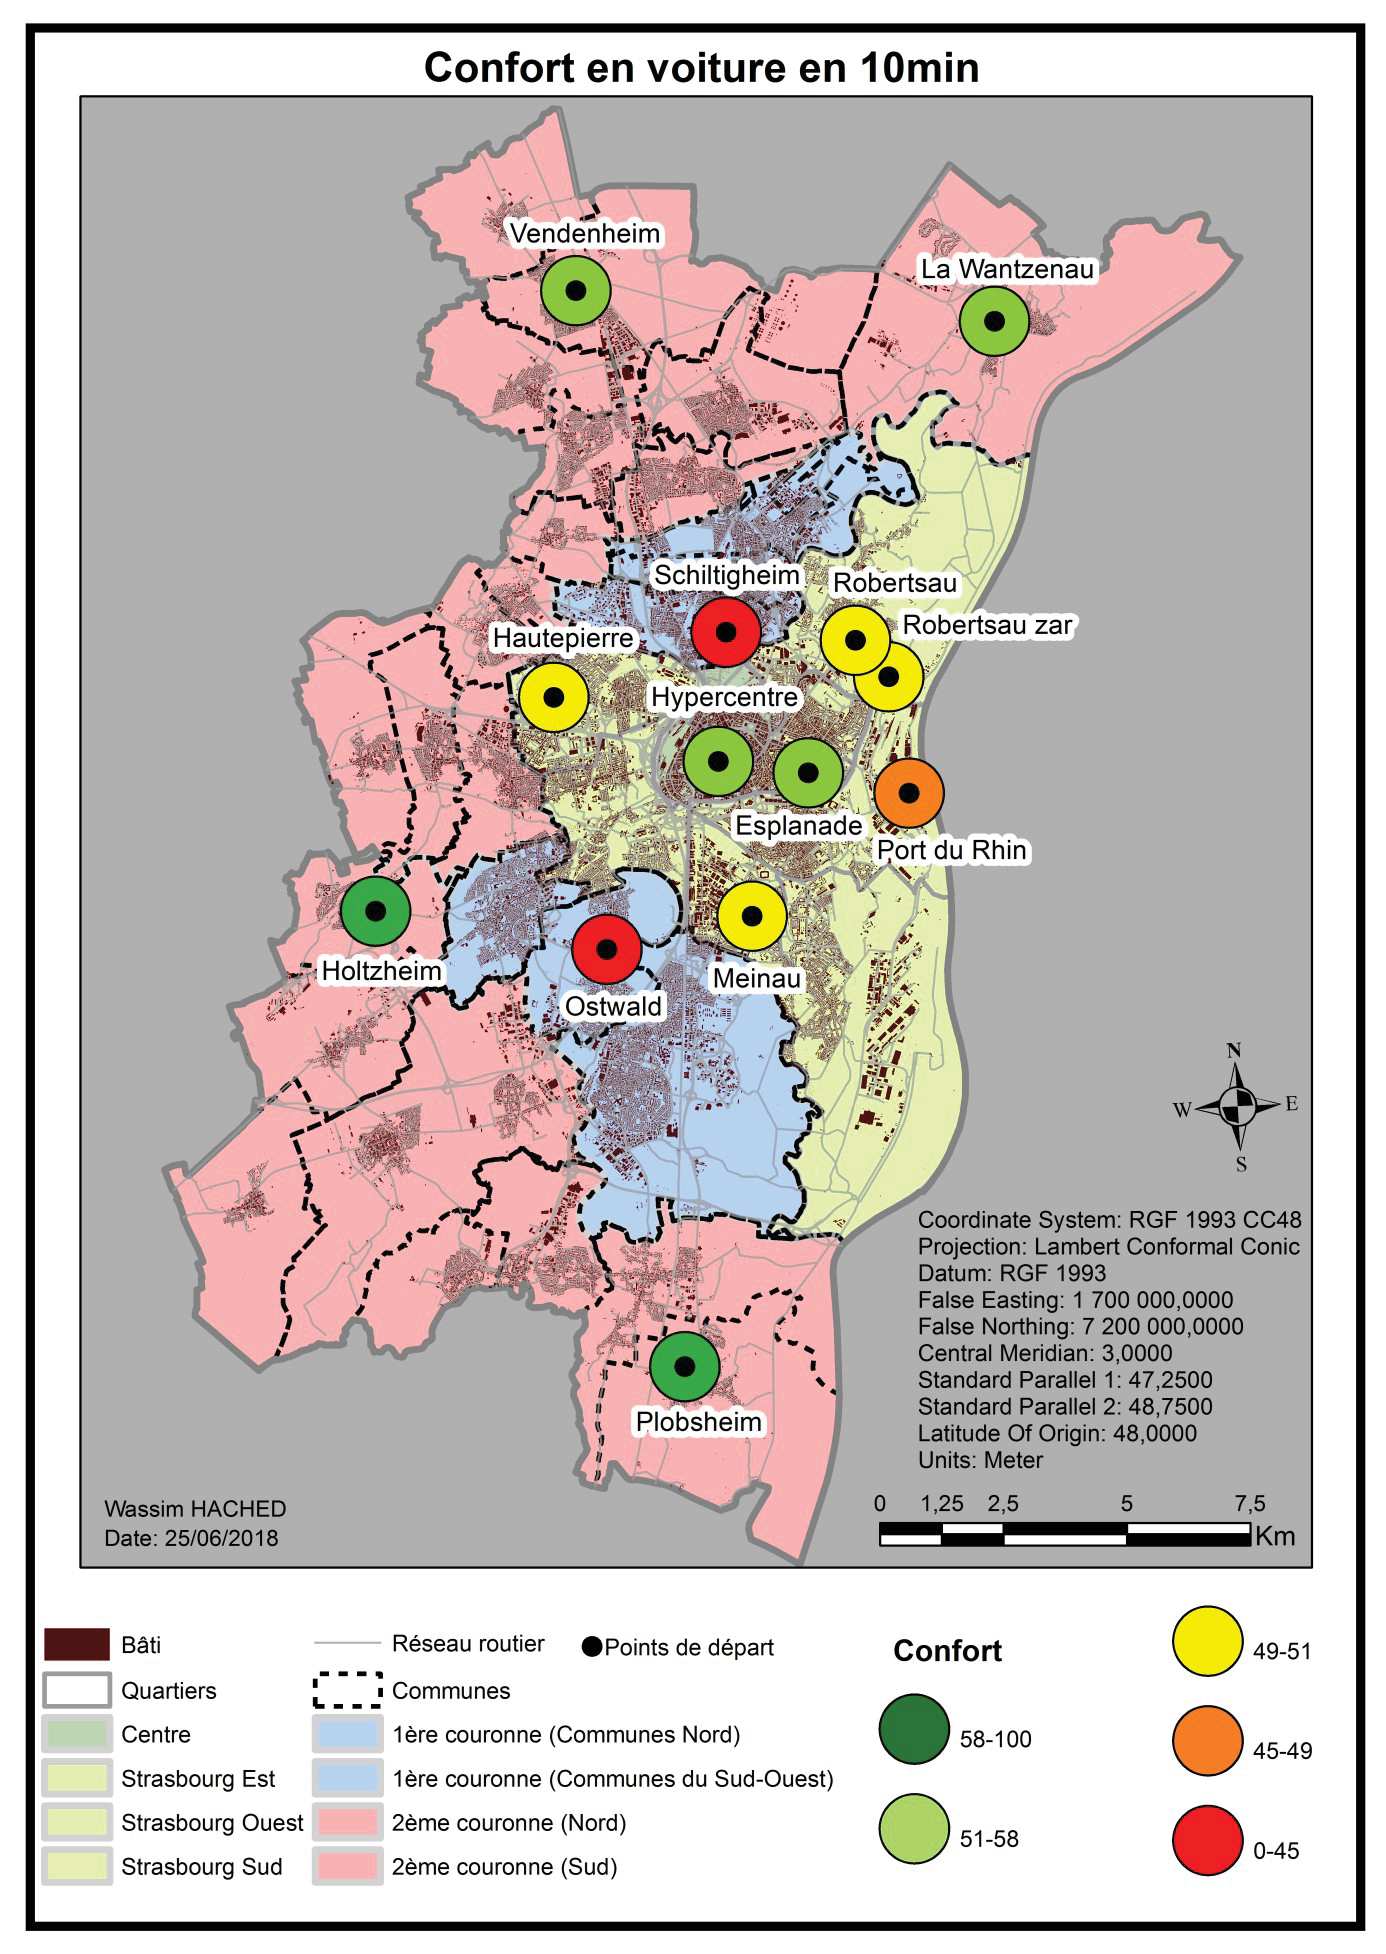 Confort en voiture en 10min
Vendenheim
La Wantzenau
Schiltigheim
Robertsau
Robertsau zar
Hautepierre
Hypercentre
Esplanade
Port du Rhin
Holtzheim
Meinau
Ostwald
Plobsheim
N
W
E
S
Coordinate System: RGF 1993 CC48
Projection: Lambert Conformal Conic
Datum: RGF 1993
False Easting: 1 700 000,0000
False Northing: 7 200 000,0000
Central Meridian: 3,0000
Standard Parallel 1: 47,2500
Standard Parallel 2: 48,7500
Latitude Of Origin: 48,0000
Units: Meter
Wassim HACHED
Date: 25/06/2018
0 1,25 2,5 5 7,5
Km
Bâti
Quartiers
Centre
Strasbourg Est
Strasbourg Ouest
Strasbourg Sud
Réseau routier
Communes
1ère couronne (Communes Nord)
1ère couronne (Communes du Sud-Ouest)
2ème couronne (Nord)
2ème couronne (Sud)
Points de départ
Confort
58-100
51-58
49-51
45-49
0-45